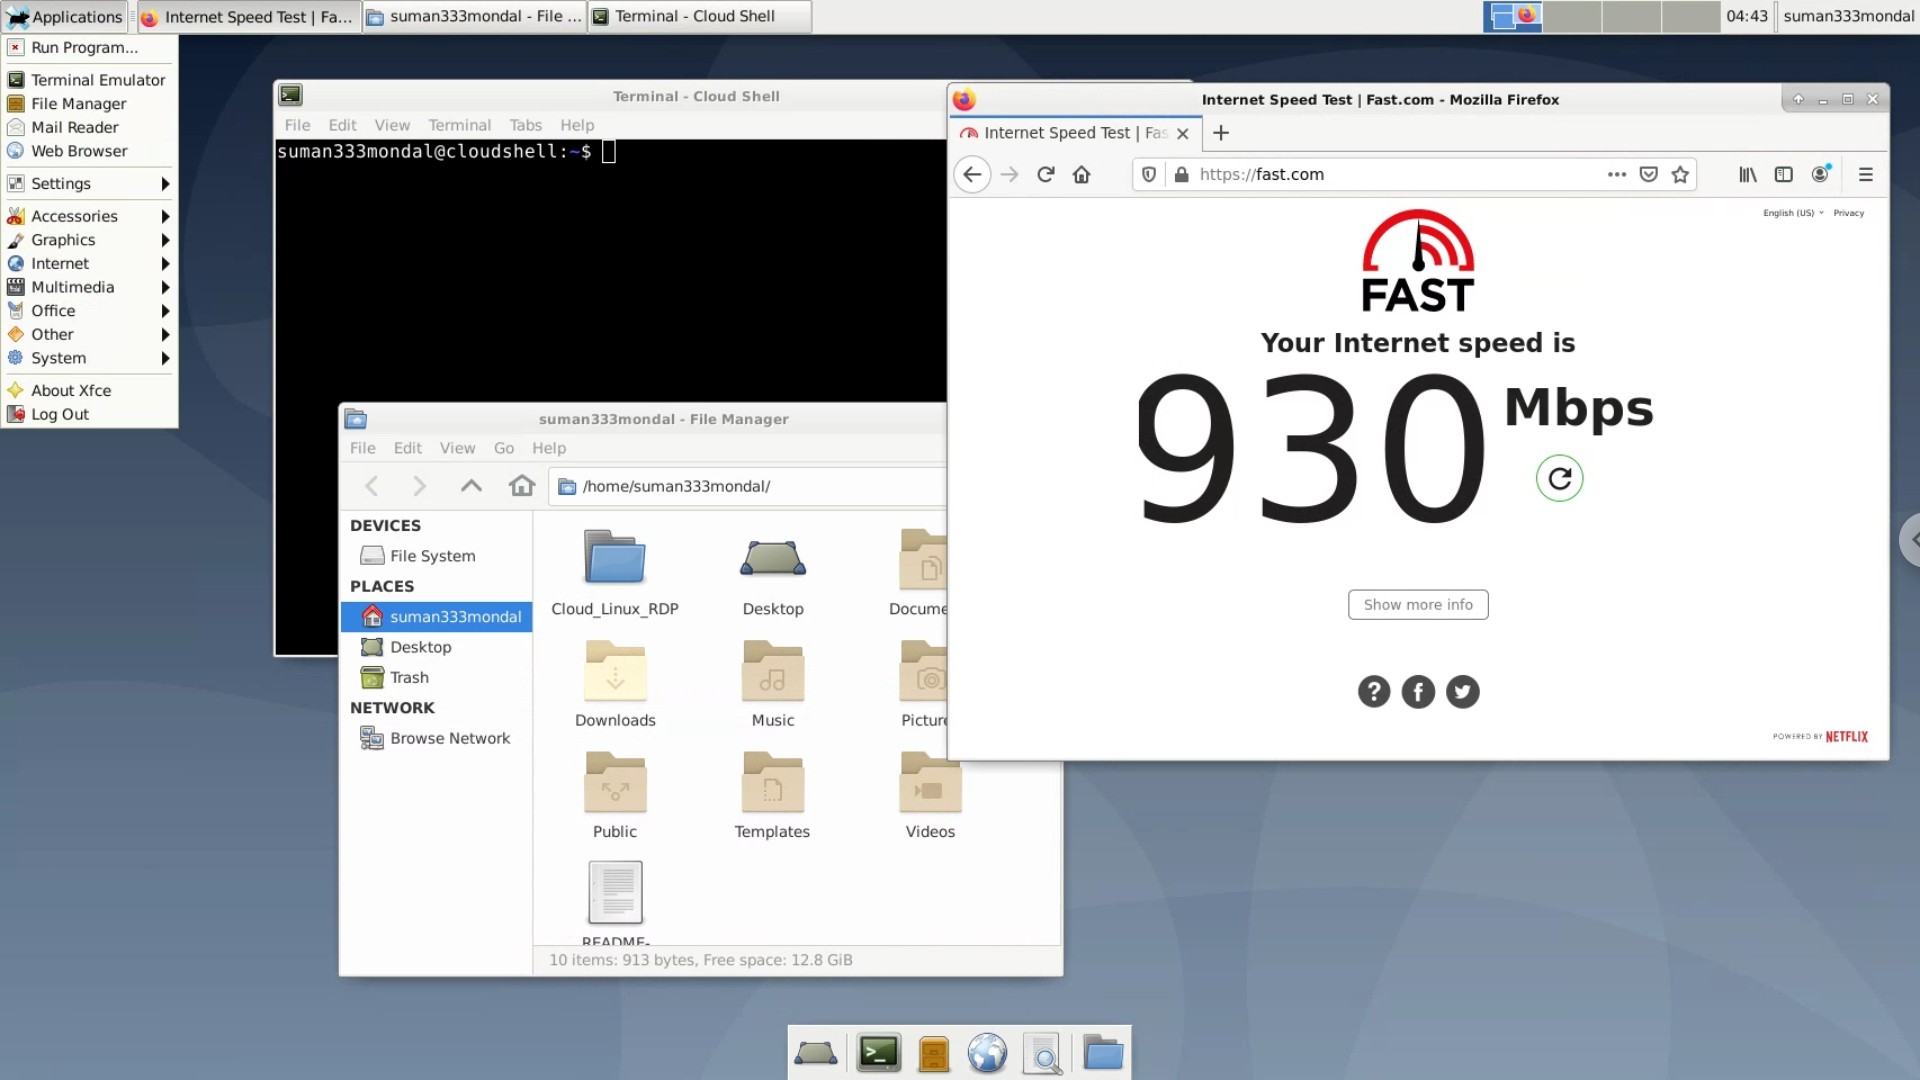 Applications
Internet Speed Test | Fa...
suman333mondal - File ...
Terminal - Cloud Shell
04:43
suman333mondal
Run Program...
Terminal Emulator
File Manager
Mail Reader
Web Browser
Settings
Accessories
Graphics
Internet
Multimedia
Office
Other
System
About Xfce
Log Out
Terminal - Cloud Shell
File Edit View Terminal Tabs Help
suman333mondal@cloudshell:~$
suman333mondal - File Manager
File Edit View Go Help
/home/suman333mondal/
DEVICES
File System
PLACES
suman333mondal
Desktop
Trash
NETWORK
Browse Network
Cloud_Linux_RDP
Desktop
Docume
Downloads
Music
Picture
Public
Templates
Videos
README-
10 items: 913 bytes, Free space: 12.8 GiB
Internet Speed Test | Fast.com - Mozilla Firefox
Internet Speed Test | Fas
https://fast.com
English (US) Privacy
FAST
Your Internet speed is
930 Mbps
Show more info
POWERED BY NETFLIX